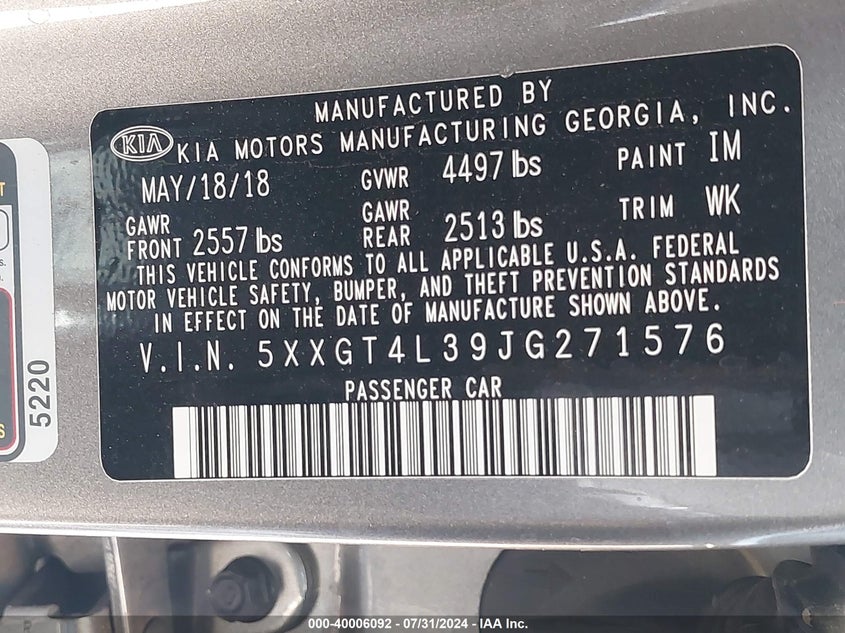 MANUFACTURED BY
KIA KIA MOTORS MANUFACTURING GEORGIA, INC.
MAY/18/18 GVWR 4497 lbs PAINT IM
GAWR FRONT 2557 lbs GAWR REAR 2513 lbs TRIM WK
THIS VEHICLE CONFORMS TO ALL APPLICABLE U.S.A. FEDERAL
MOTOR VEHICLE SAFETY, BUMPER, AND THEFT PREVENTION STANDARDS
IN EFFECT ON THE DATE OF MANUFACTURE SHOWN ABOVE.
V.I.N. 5XXGT4L39JG271576
PASSENGER CAR
5220
000-40006092 - 07/31/2024 - IAA Inc.